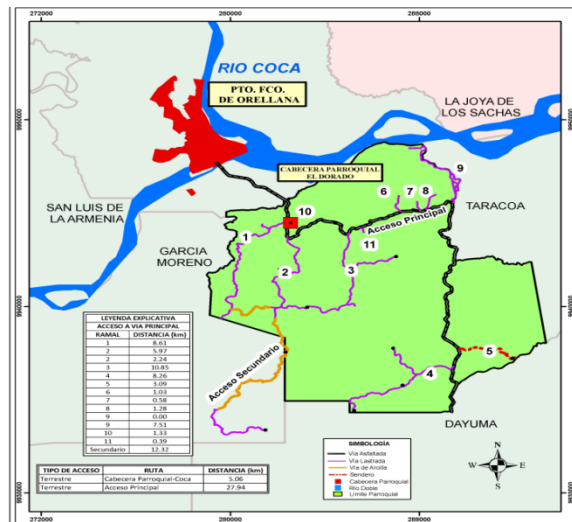 272000 280000 288000
RIO COCA
PTO. FCO.
DE ORELLANA
LA JOYA DE
LOS SACHAS
9960000
9960000
CABECERA PARROQUIAL
EL DORADO
9
6 7 8
SAN LUIS DE
LA ARMENIA
TARACOA
10
Acceso Principal
1
11
GARCIA
MORENO
2
3
9940000
9940000
LEYENDA EXPLICATIVA
ACCESO A VIA PRINCIPAL
RAMAL DISTANCIA (km)
1 8.61
2 5.97
2 2.24
3 10.85
4 8.26
5 3.09
6 1.03
7 0.58
8 1.28
9 0.00
9 7.51
10 1.33
11 0.39
Secundario 12.32
Acceso Secundario
5
4
DAYUMA
SIMBOLOGÍA
Vía Asfaltada
Vía Lastrada
Vía de Arcilla
Sendero
Cabecera Parroquial
Río Doble
Límite Parroquial
N
W E
S
TIPO DE ACCESO RUTA DISTANCIA (km)
Terrestre Cabecera Parroquial-Coca 5.06
Terrestre Acceso Principal 27.94
272000 280000 288000